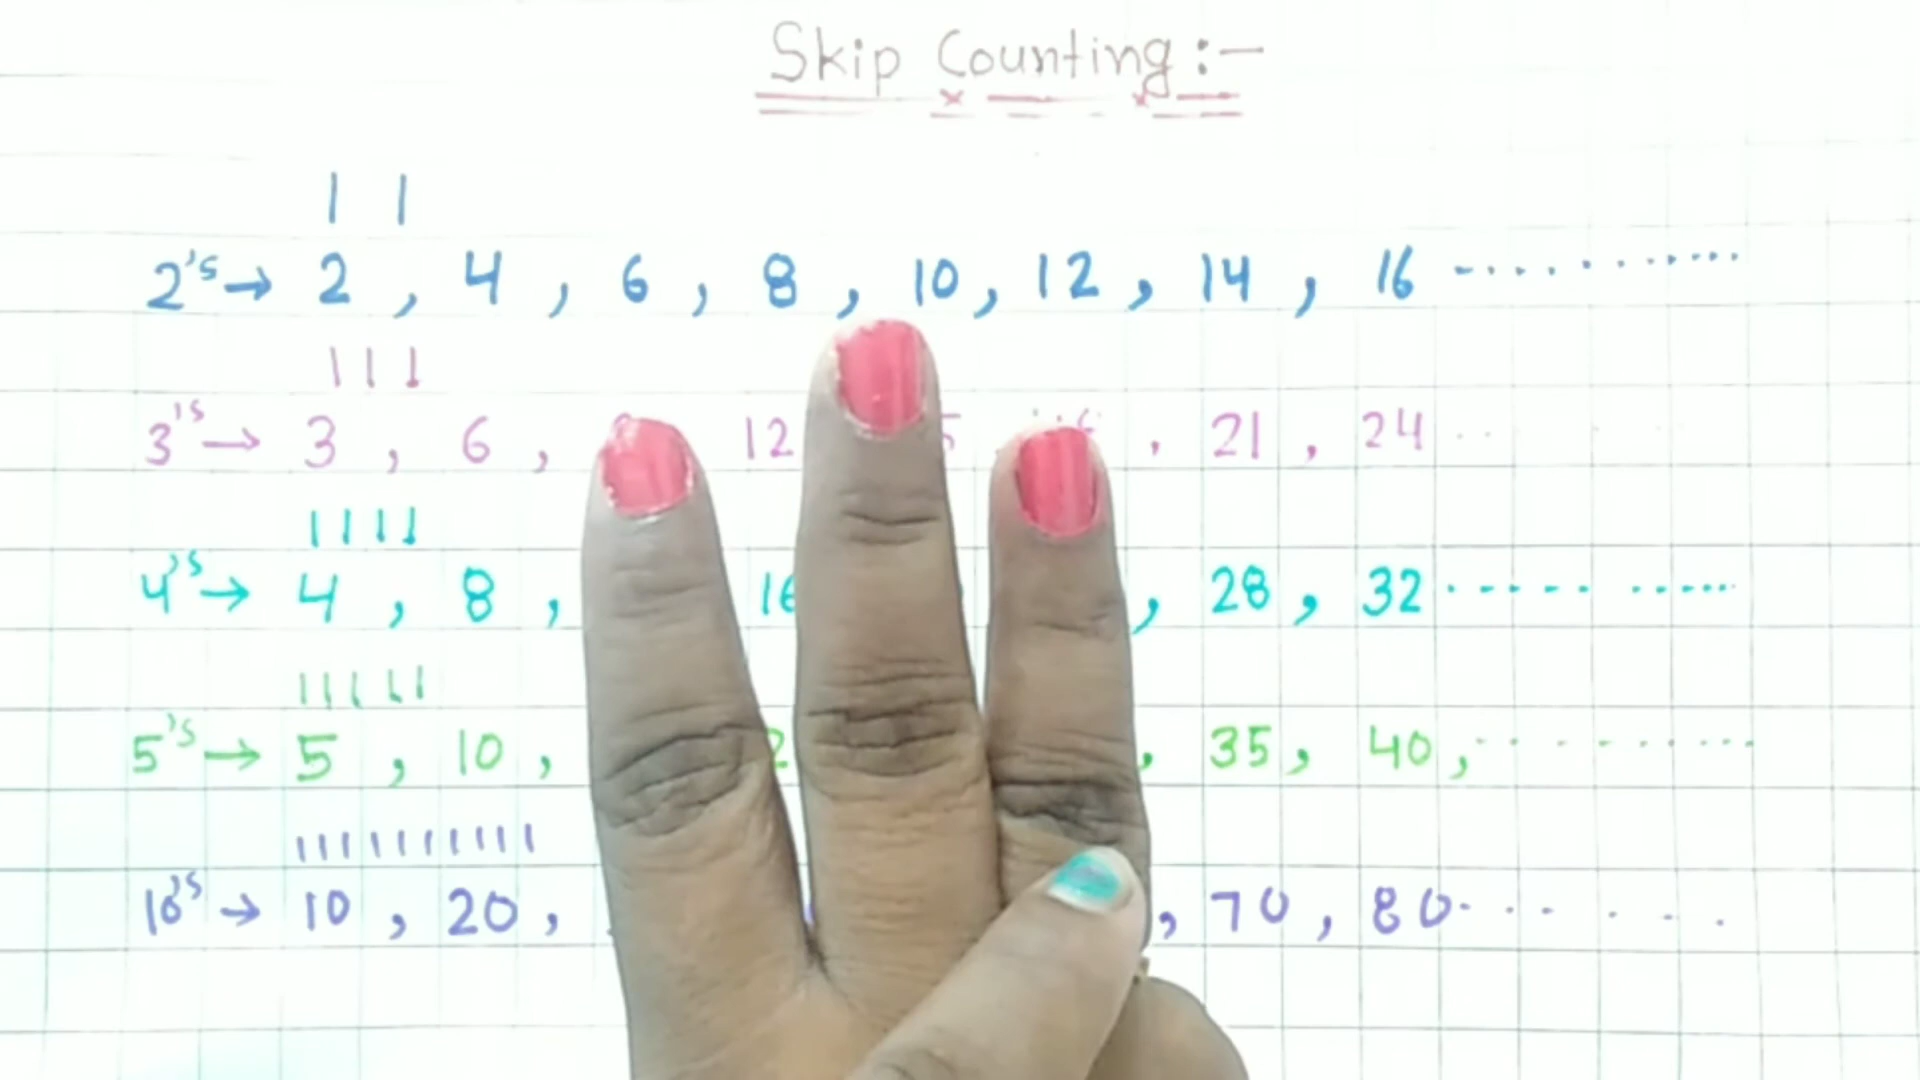 Skip Counting :-
2's → 2 , 4 , 6 , 8 , 10 , 12 , 14 , 16 ...........
3's → 3 , 6 , 12 , 21 , 24 ..
4's → 4 , 8 , 16 , 28 , 32 ...........
5's → 5 , 10 , , 35 , 40 , .........
10's → 10 , 20 , , 70 , 80 .......